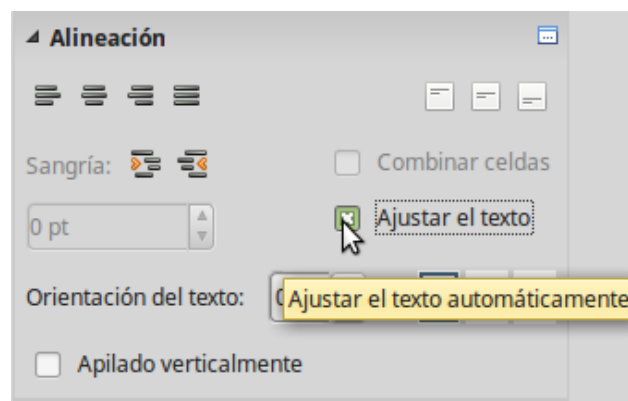 Alineación
Sangría:
Combinar celdas
0 pt
Ajustar el texto
Orientación del texto:
Ajustar el texto automáticamente
Apilado verticalmente